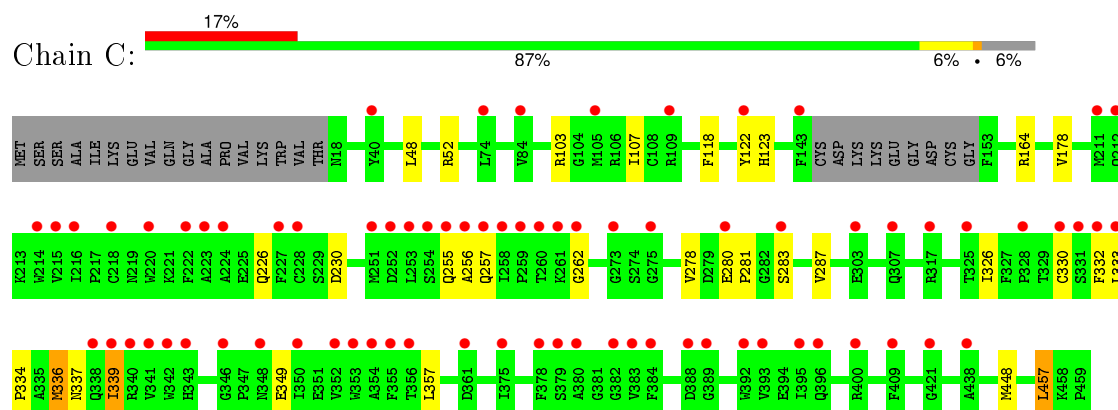 17%
Chain C:
87%
6%
6%
MET SER SER ALA ILE LYS GLU VAL GLN GLY ALA PRO VAL LYS TRP VAL THR N18 Y40 L48 R52 L74 V84 R103 G104 M105 R106 I107 G108 R109 F118 Y122 H123 F143 CYS ASP LYS LYS GLU GLY ASP CYS GLY F153 R164 V178 M211
K213 W214 V215 I216 P217 C218 N219 W220 K221 F222 A223 A224 E225 Q226 F227 C228 S229 D230 M251 D252 L253 S254 Q255 A256 Q257 I258 P259 T260 K261 G262 G273 S274 G275 V278 D279 E280 P281 G282 S283 V287 E303 Q307 R317 T325 I326 F327 P328 T329 C330 S331 F332
P334 A335 M336 N337 Q338 I339 R340 V341 W342 H343 G346 P347 N348 E349 I350 E351 V352 W353 A354 F355 T356 L357 D361 I375 F378 S379 A380 G381 G382 V383 F384 D388 G389 W392 V393 E394 I395 Q396 R400 F409 G421 A438 M448 L457 K458 P459